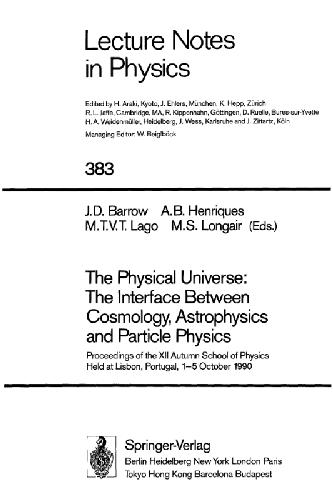 Lecture Notes
in Physics
Edited by H. Araki, Kyoto, J. Ehlers, München, K. Hepp, Zürich
R. L. Jaffe, Cambridge, MA, R. Kippenhahn, Göttingen, D. Ruelle, Bures-sur-Yvette
H. A. Weidenmüller, Heidelberg, J. Wess, Karlsruhe and J. Zittartz, Köln
Managing Editor: W. Beiglböck
383
J.D. Barrow A.B. Henriques
M.T.V.T. Lago M.S. Longair (Eds.)
The Physical Universe:
The Interface Between
Cosmology, Astrophysics
and Particle Physics
Proceedings of the XII Autumn School of Physics
Held at Lisbon, Portugal, 1–5 October 1990
Springer-Verlag
Berlin Heidelberg New York London Paris
Tokyo Hong Kong Barcelona Budapest